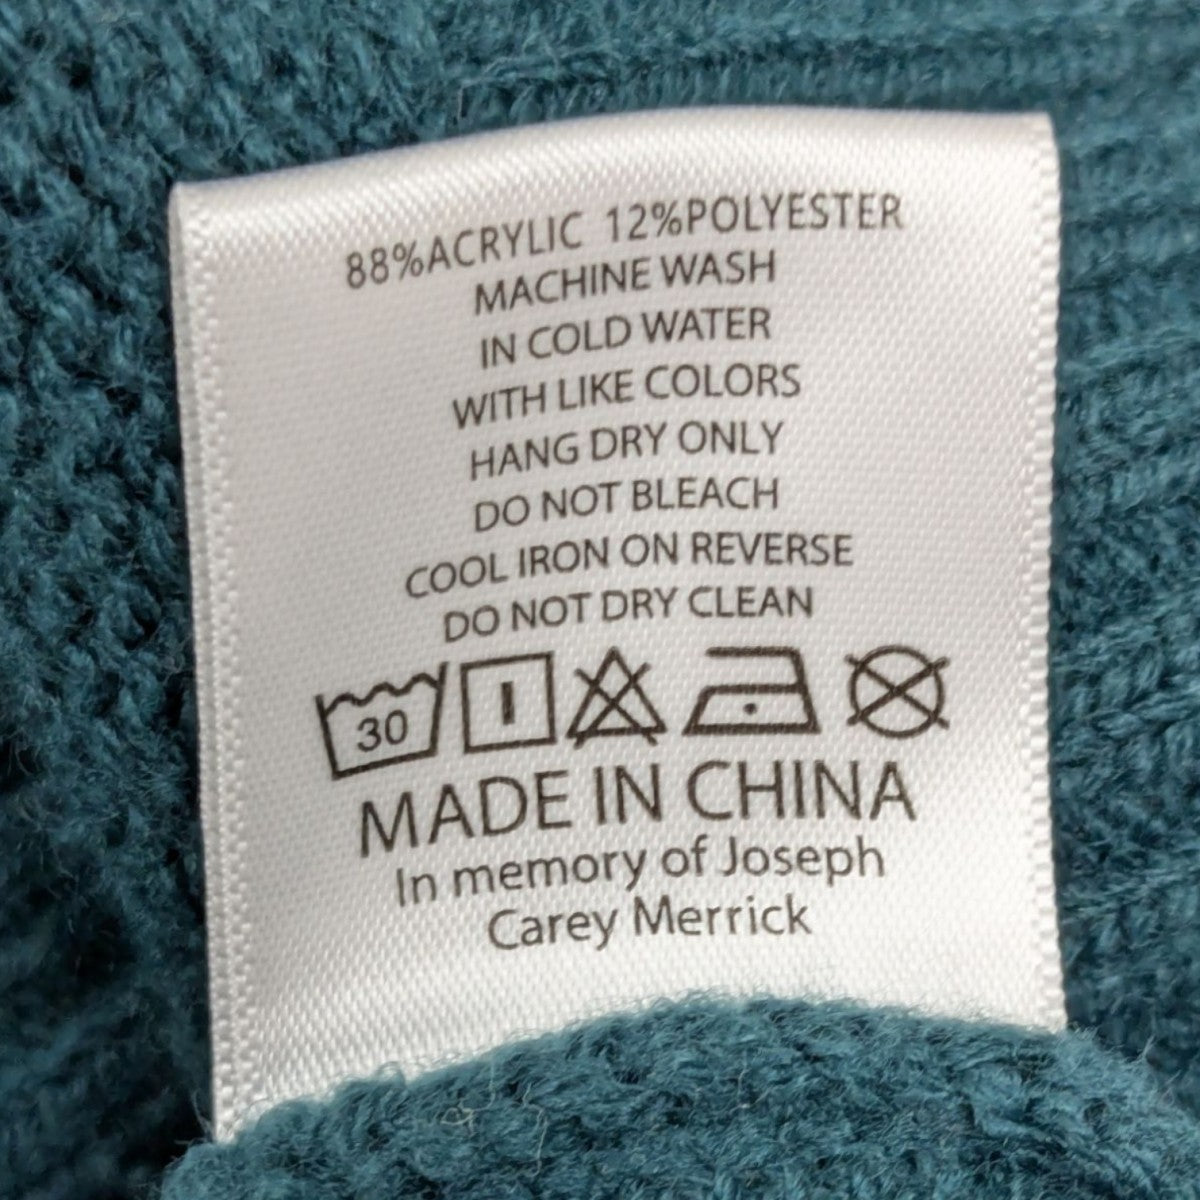 88%ACRYLIC 12%POLYESTER
MACHINE WASH
IN COLD WATER
WITH LIKE COLORS
HANG DRY ONLY
DO NOT BLEACH
COOL IRON ON REVERSE
DO NOT DRY CLEAN
30
MADE IN CHINA
In memory of Joseph
Carey Merrick